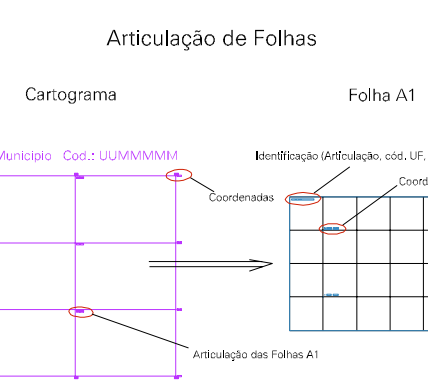 Articulação de Folhas
Cartograma
Folha A1
Municipio Cod.: UUMMMMM
Identificação (Articulação, cód. UF,
Coordenadas
Coord
Articulação das Folhas A1